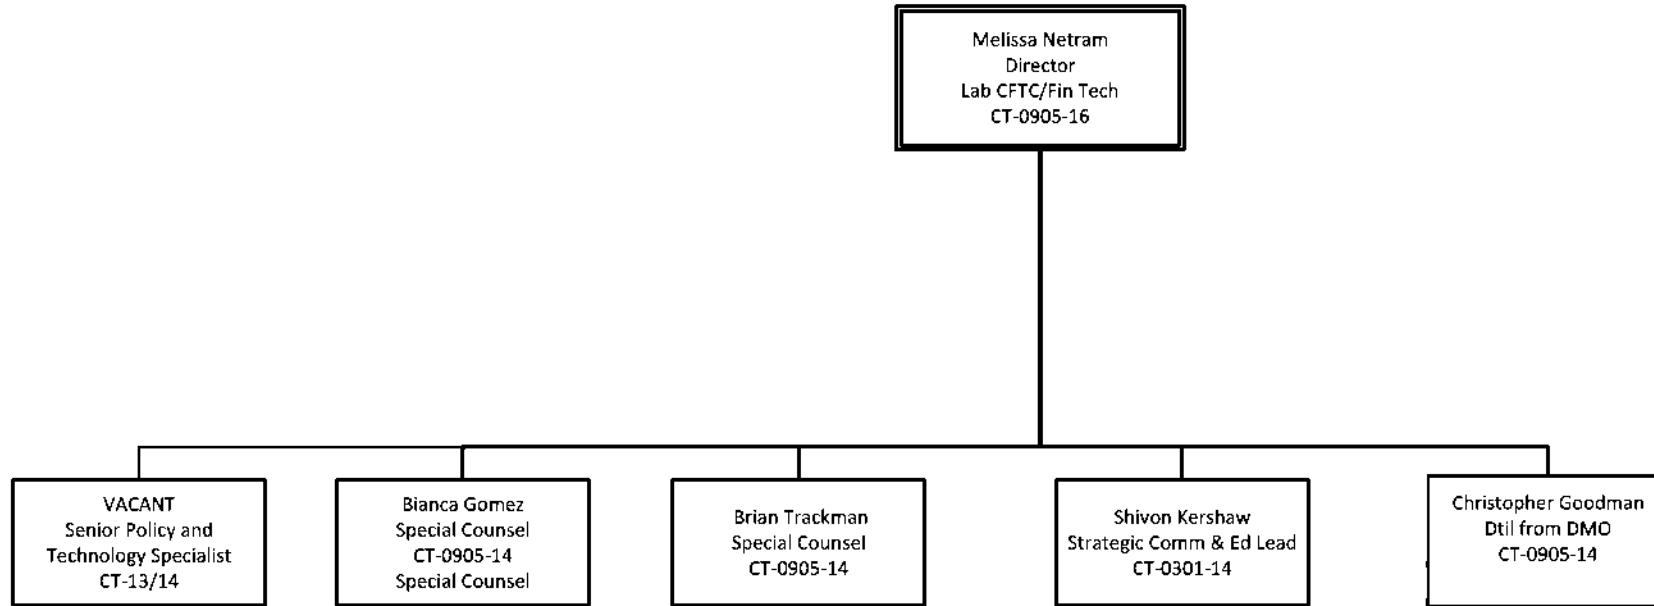 Melissa Netram
Director
Lab CFTC/Fin Tech
CT-0905-16
VACANT
Senior Policy and
Technology Specialist
CT-13/14
Bianca Gomez
Special Counsel
CT-0905-14
Special Counsel
Brian Trackman
Special Counsel
CT-0905-14
Shivon Kershaw
Strategic Comm & Ed Lead
CT-0301-14
Christopher Goodman
Dtil from DMO
CT-0905-14